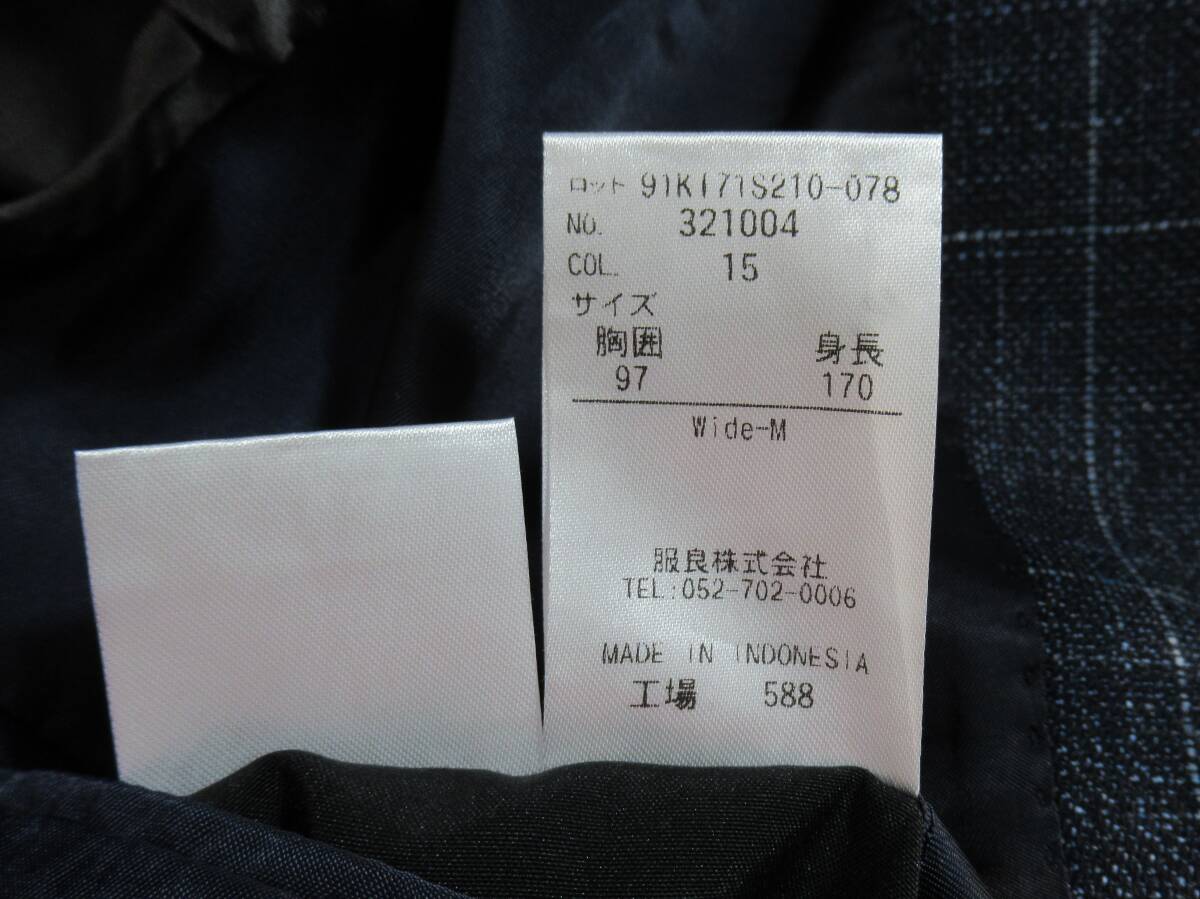 ロット 91KI71S210-078
NO. 321004
COL. 15
サイズ
胸囲 身長
97 170
Wide-M
服良株式会社
TEL:052-702-0006
MADE IN INDONESIA
工場 588